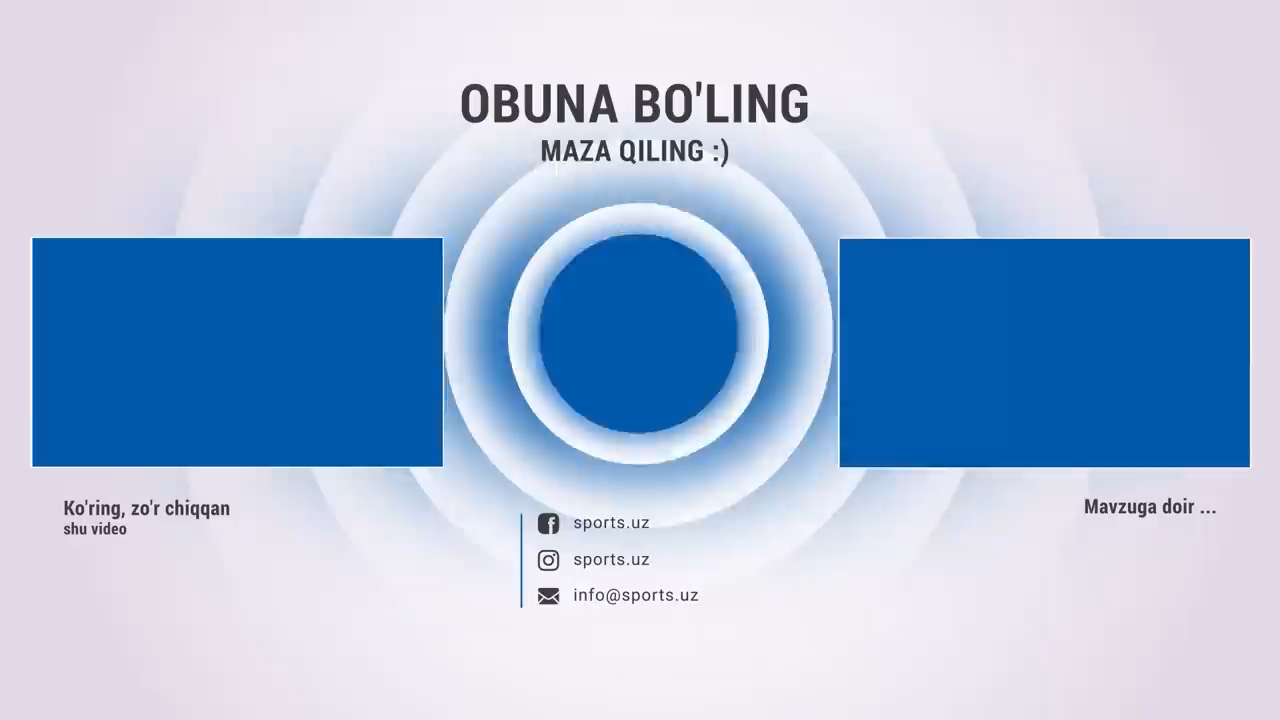 OBUNA BO'LING
MAZA QILING :)
Ko'ring, zo'r chiqqan
shu video
Mavzuga doir ...
sports.uz
sports.uz
info@sports.uz